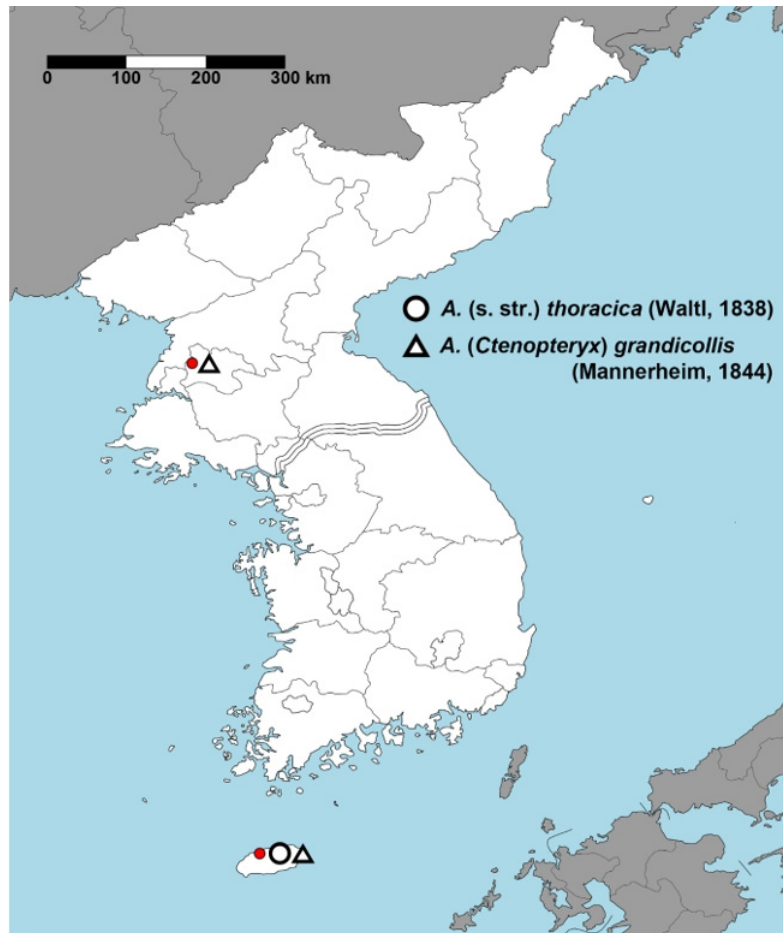 0 100 200 300 km
A. (s. str.) thoracica (Waltl, 1838)
A. (Ctenopteryx) grandicollis
(Mannerheim, 1844)